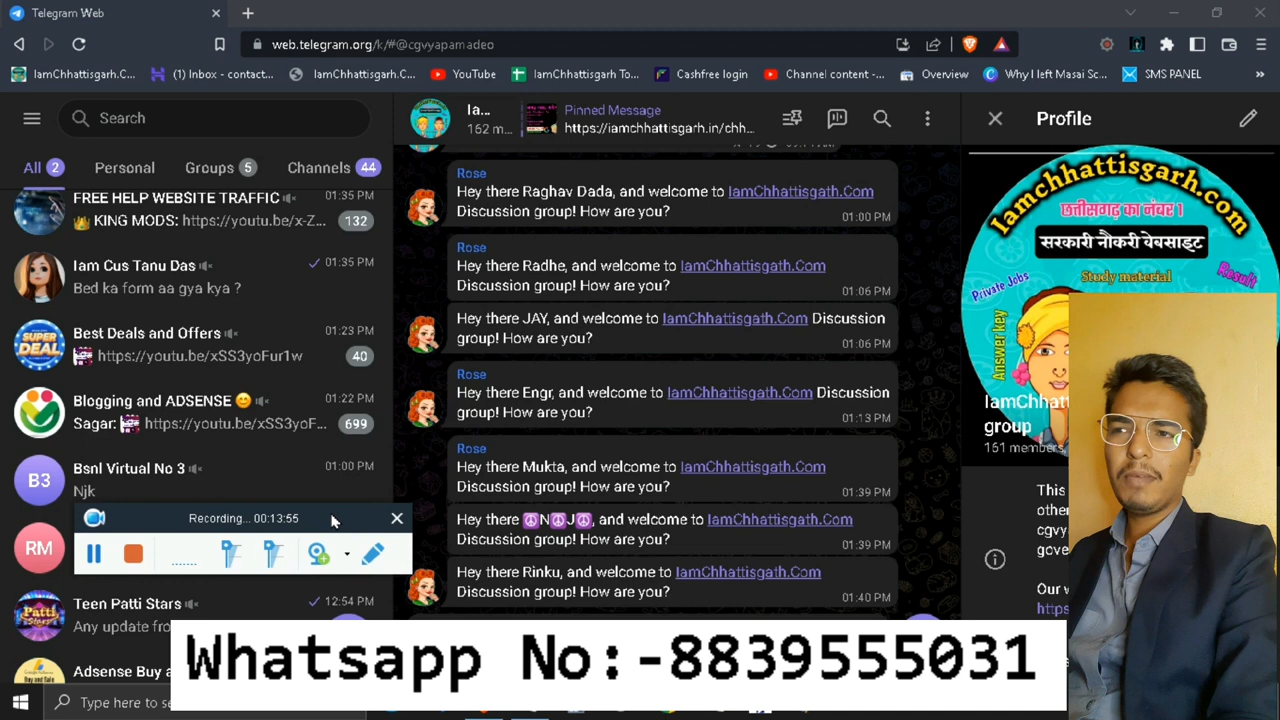 Telegram Web
web.telegram.org/k/#@cgvyapamadeo
IamChhattisgarh.C...
(1) Inbox - contact...
IamChhattisgarh.C...
YouTube
IamChhattisgarh To...
Cashfree login
Channel content -...
Overview
Why I left Masai Sc...
SMS PANEL
Search
All 2
Personal
Groups 5
Channels 44
FREE HELP WEBSITE TRAFFIC
01:35 PM
KING MODS: https://youtu.be/x-Z...
132
Iam Cus Tanu Das
01:35 PM
Bed ka form aa gya kya ?
Best Deals and Offers
01:23 PM
https://youtu.be/xSS3yoFur1w
40
Blogging and ADSENSE 😊
01:22 PM
Sagar: https://youtu.be/xSS3yoF...
699
B3
Bsnl Virtual No 3
01:00 PM
Njk
RM
Recording... 00:13:55
Teen Patti Stars
12:54 PM
Any update fro
Adsense Buy a
Type here to se
Ia...
162 m...
Pinned Message
https://iamchhattisgarh.in/chh...
Rose
Hey there Raghav Dada, and welcome to IamChhattisgath.Com
Discussion group! How are you?
01:00 PM
Rose
Hey there Radhe, and welcome to IamChhattisgath.Com
Discussion group! How are you?
01:06 PM
Hey there JAY, and welcome to IamChhattisgath.Com Discussion
group! How are you?
01:06 PM
Rose
Hey there Engr, and welcome to IamChhattisgath.Com Discussion
group! How are you?
01:13 PM
Rose
Hey there Mukta, and welcome to IamChhattisgath.Com
Discussion group! How are you?
01:39 PM
Hey there ☮N☮J☮, and welcome to IamChhattisgath.Com
Discussion group! How are you?
01:39 PM
Hey there Rinku, and welcome to IamChhattisgath.Com
Discussion group! How are you?
01:40 PM
Profile
Iamchhattisgarh.com
छत्तीसगढ़ का नंबर 1
सरकारी नौकरी वेबसाइट
Private Jobs
Study material
Result
Answer key
IamChha
group
161 members
This
cgvy
gove
Our w
https
Whatsapp No:-8839555031